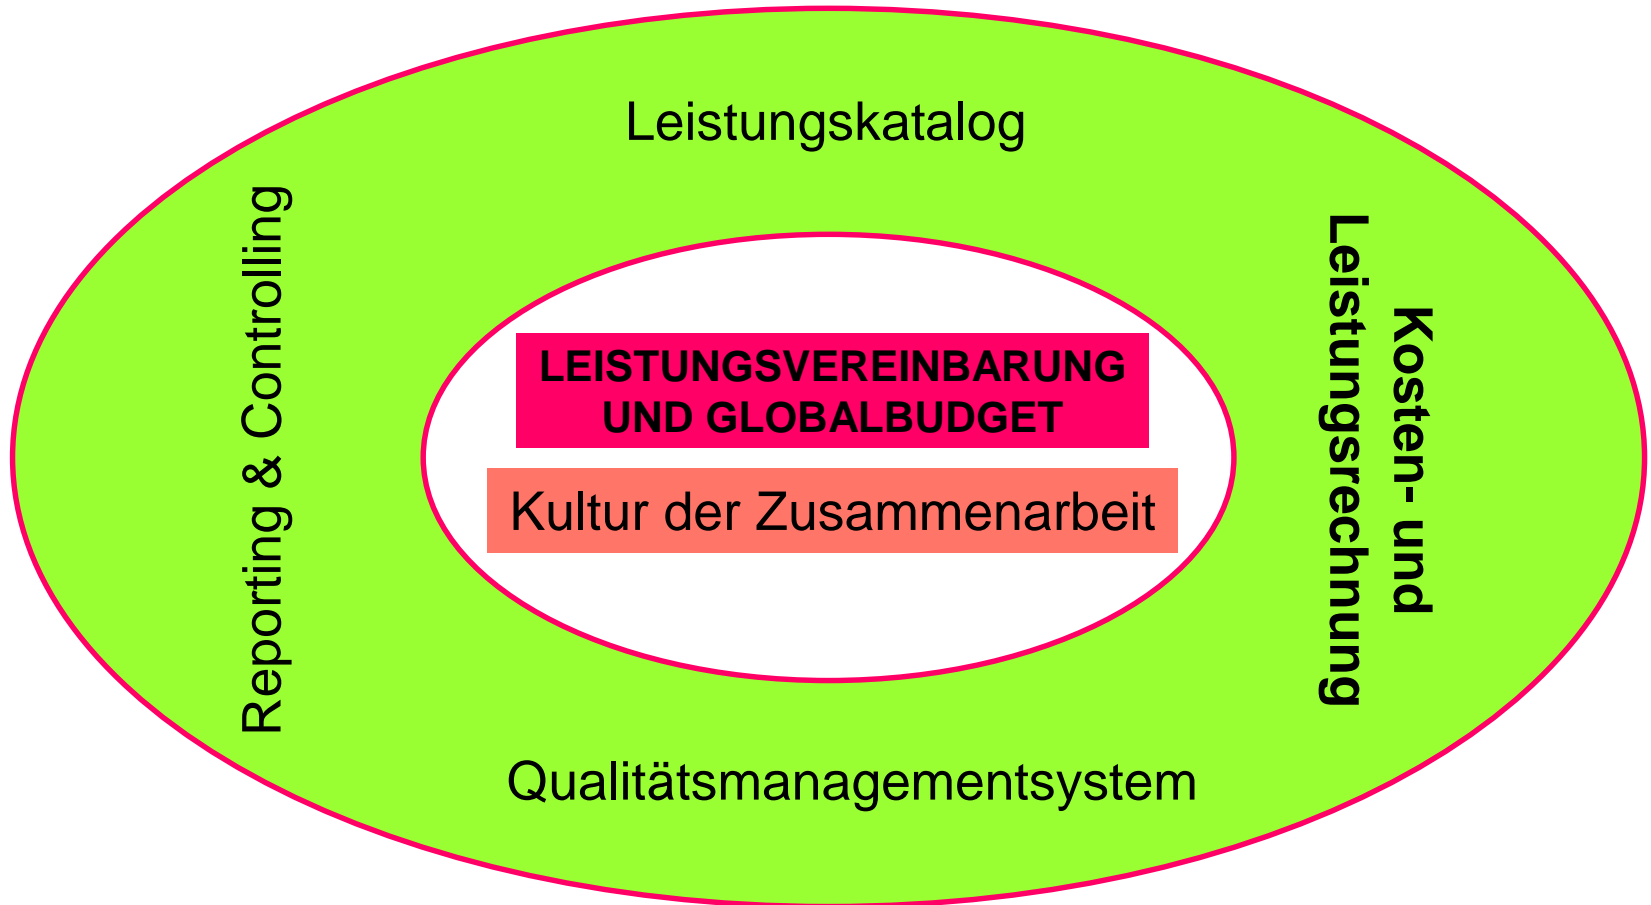 Leistungskatalog
Reporting & Controlling
LEISTUNGSVEREINBARUNG
UND GLOBALBUDGET
Kultur der Zusammenarbeit
Kosten- und
Leistungsrechnung
Qualitätsmanagementsystem